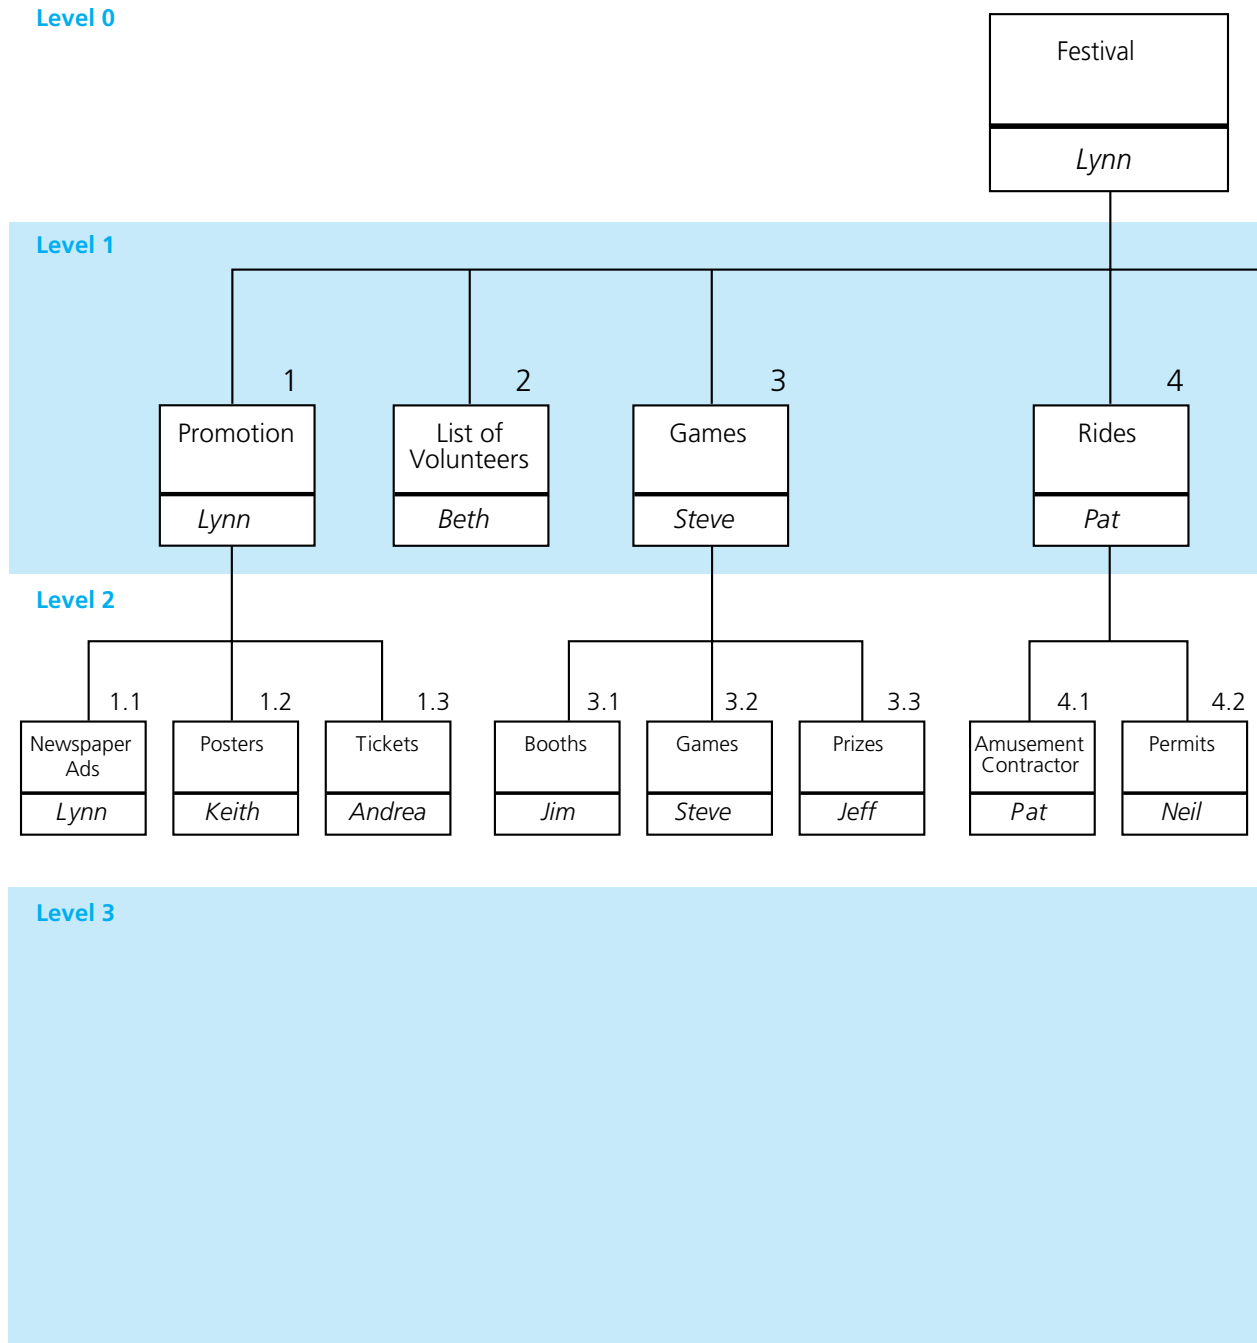 Level 0
Festival
Lynn
Level 1
1
2
3
4
Promotion
List of
Volunteers
Games
Rides
Lynn
Beth
Steve
Pat
Level 2
1.1
1.2
1.3
3.1
3.2
3.3
4.1
4.2
Newspaper
Ads
Posters
Tickets
Booths
Games
Prizes
Amusement
Contractor
Permits
Lynn
Keith
Andrea
Jim
Steve
Jeff
Pat
Neil
Level 3